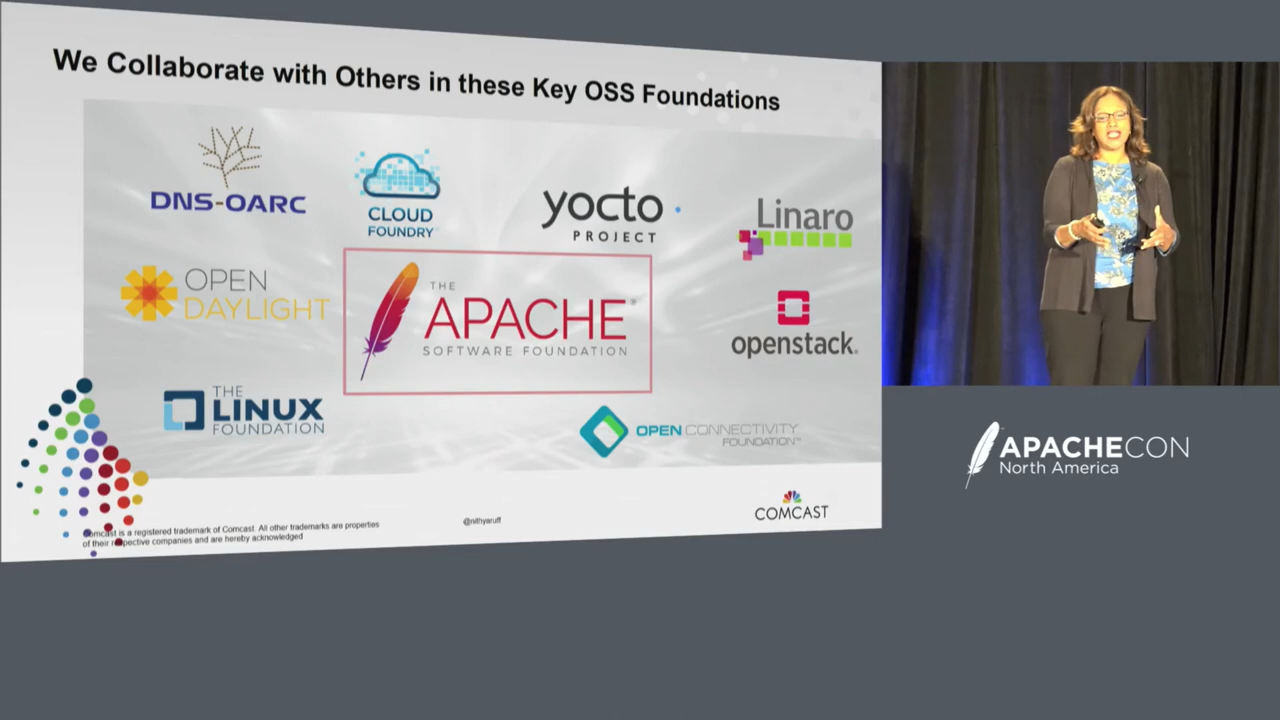 We Collaborate with Others in these Key OSS Foundations
DNS-OARC
CLOUD
FOUNDRY
yocto
PROJECT
Linaro
OPEN
DAYLIGHT
THE
APACHE®
SOFTWARE FOUNDATION
openstack.
THE
LINUX
FOUNDATION
OPEN CONNECTIVITY
FOUNDATION™
Comcast is a registered trademark of Comcast. All other trademarks are properties
of their respective companies and are hereby acknowledged
@nithyaruff
COMCAST
APACHECON
North America